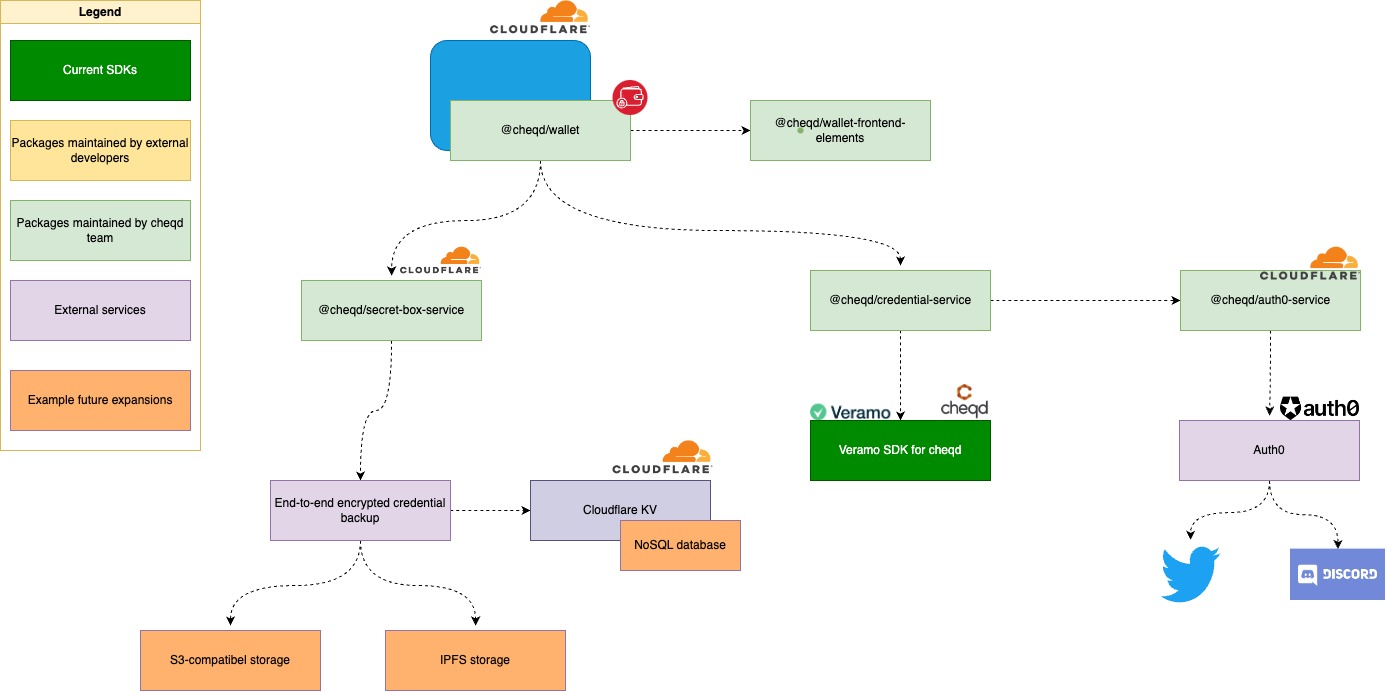 Legend
Current SDKs
Packages maintained by external
developers
Packages maintained by cheqd
team
External services
Example future expansions
CLOUDFLARE
@cheqd/wallet
@cheqd/wallet-frontend-
elements
CLOUDFLARE
@cheqd/secret-box-service
@cheqd/credential-service
CLOUDFLARE
@cheqd/auth0-service
Veramo
cheqd
Veramo SDK for cheqd
auth0
Auth0
CLOUDFLARE
End-to-end encrypted credential
backup
Cloudflare KV
NoSQL database
DISCORD
S3-compatibel storage
IPFS storage